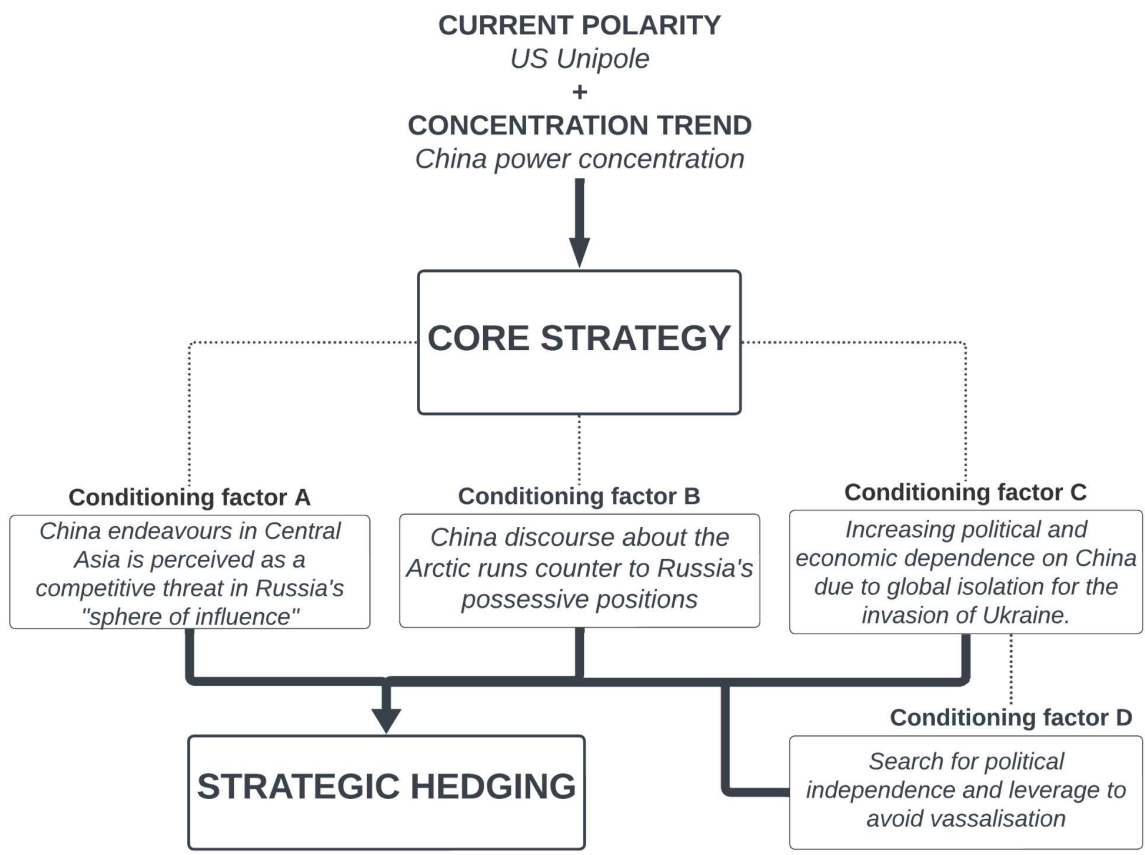 CURRENT POLARITY
US Unipole
+
CONCENTRATION TREND
China power concentration
CORE STRATEGY
Conditioning factor A
China endeavours in Central
Asia is perceived as a
competitive threat in Russia's
"sphere of influence"
Conditioning factor B
China discourse about the
Arctic runs counter to Russia's
possessive positions
Conditioning factor C
Increasing political and
economic dependence on China
due to global isolation for the
invasion of Ukraine.
Conditioning factor D
Search for political
independence and leverage to
avoid vassalisation
STRATEGIC HEDGING